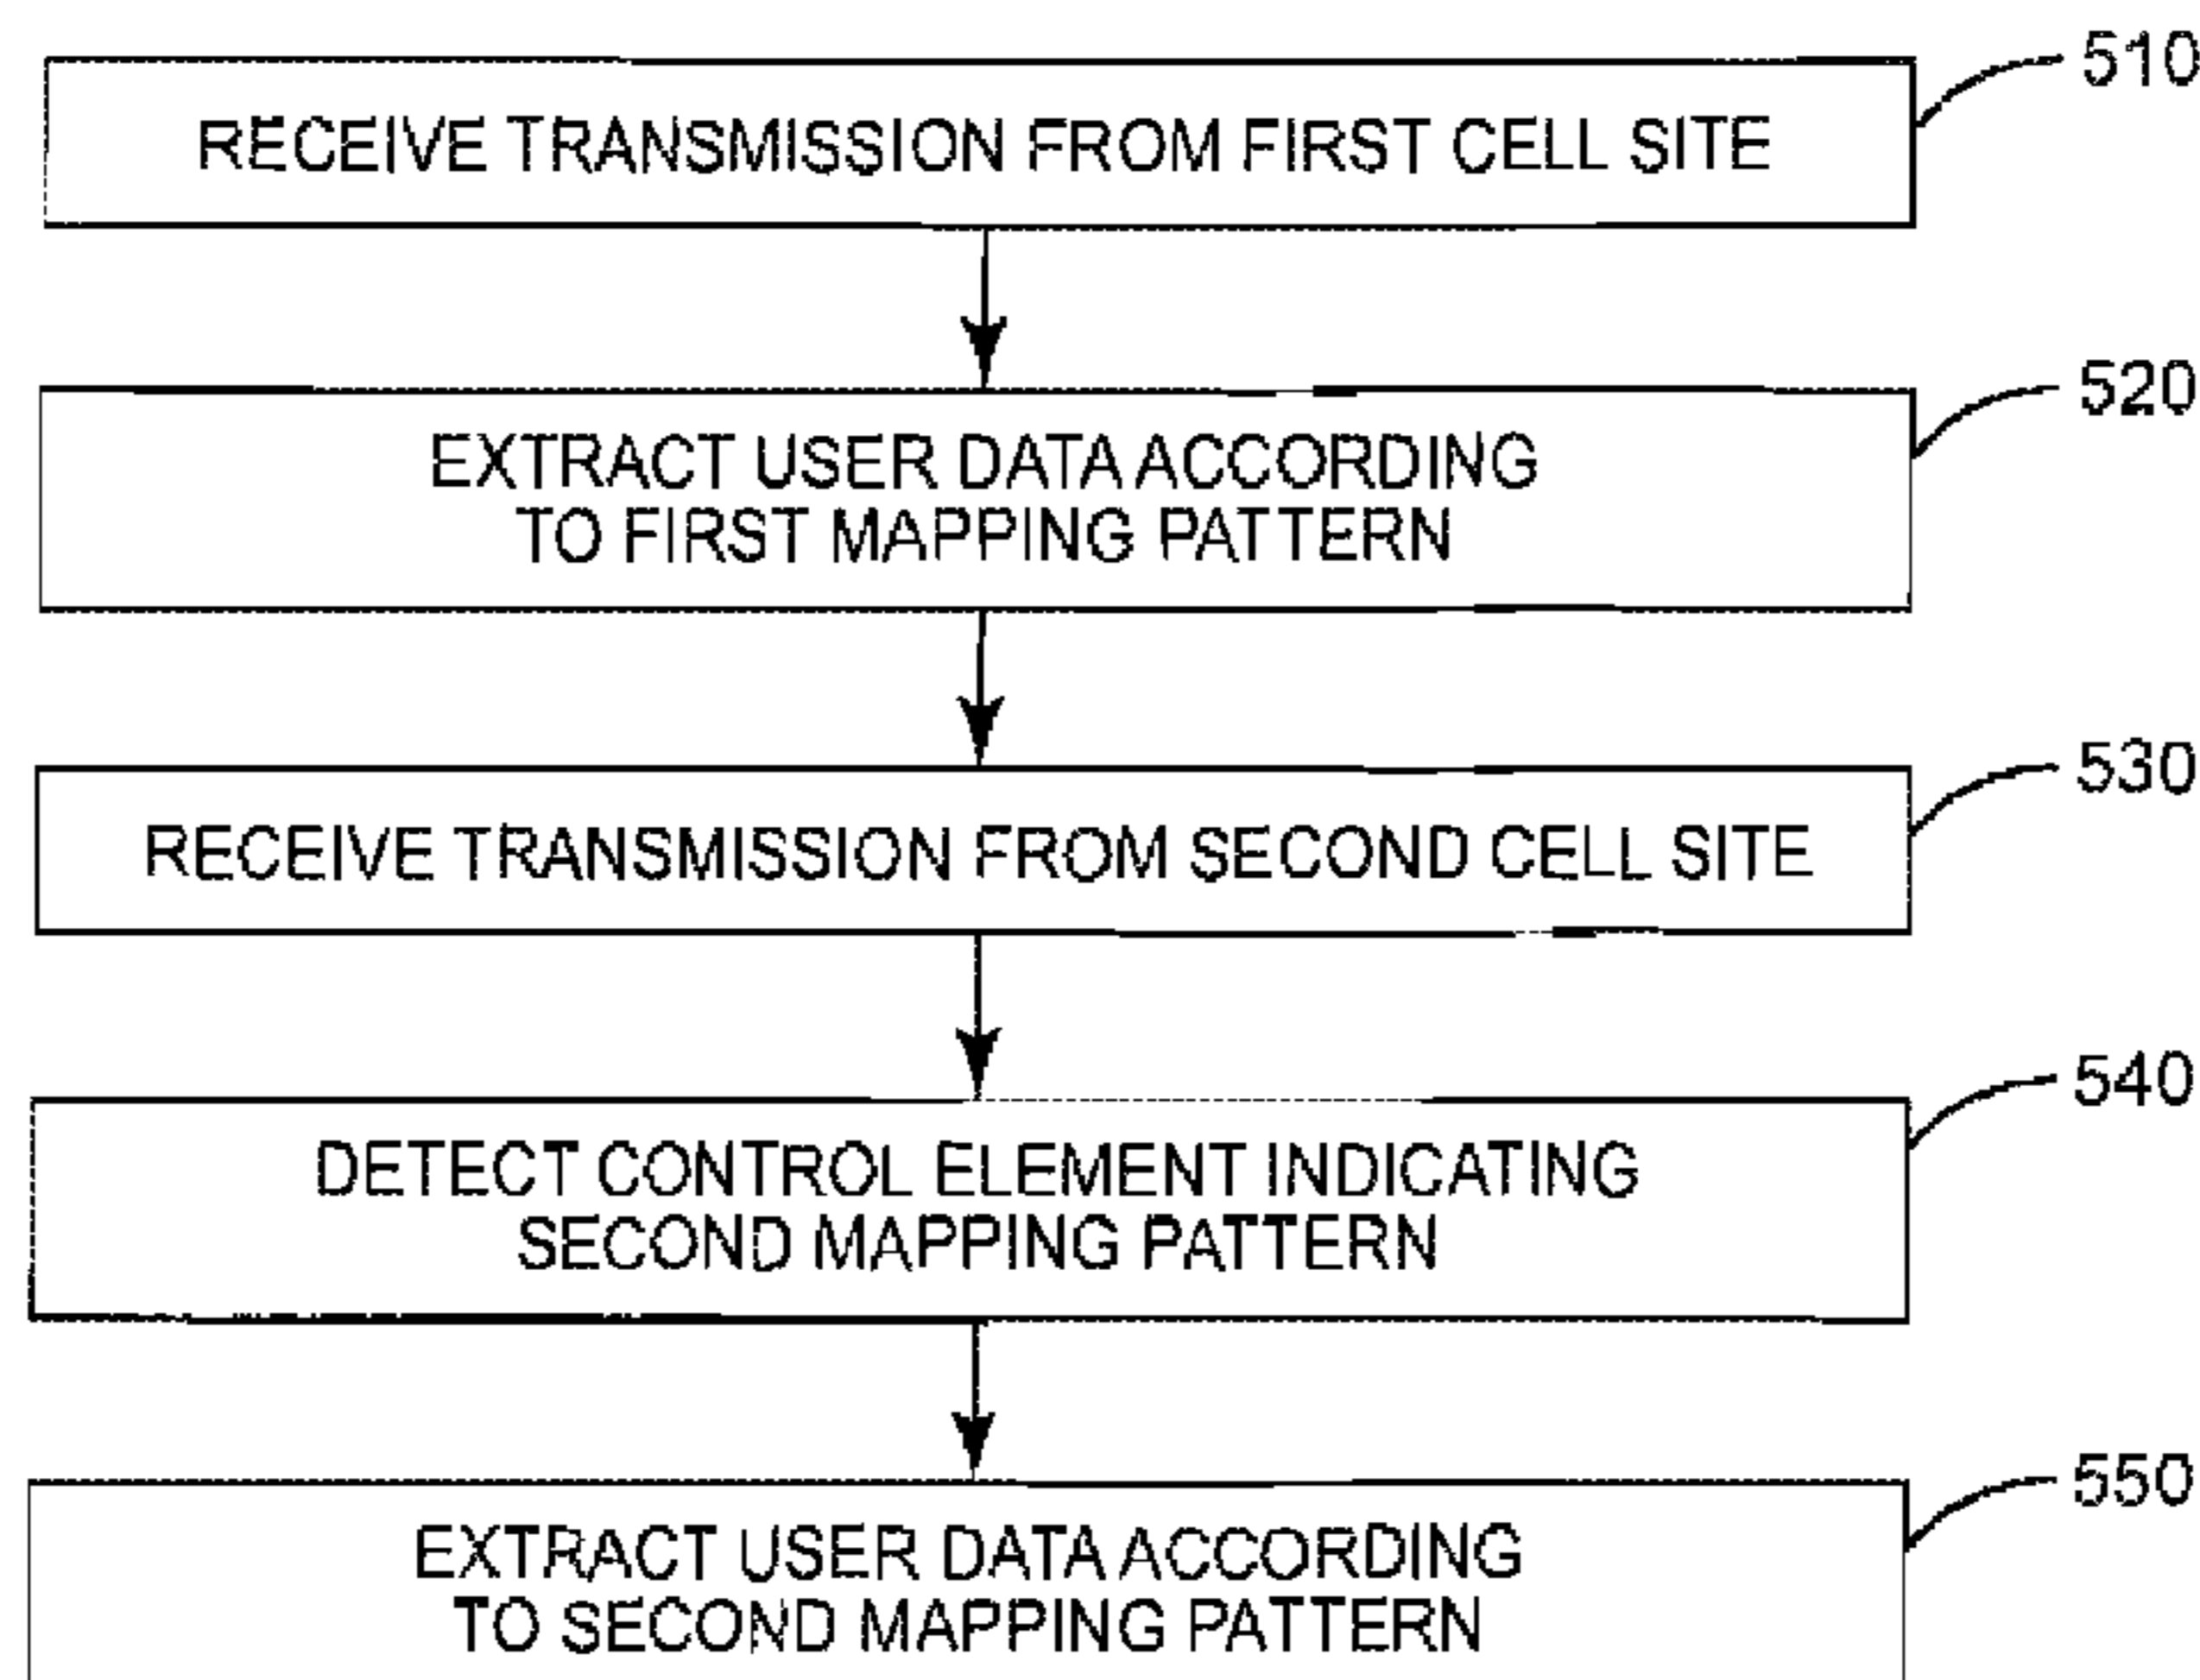 510
RECEIVE TRANSMISSION FROM FIRST CELL SITE
520
EXTRACT USER DATA ACCORDING
TO FIRST MAPPING PATTERN
530
RECEIVE TRANSMISSION FROM SECOND CELL SITE
540
DETECT CONTROL ELEMENT INDICATING
SECOND MAPPING PATTERN
550
EXTRACT USER DATA ACCORDING
TO SECOND MAPPING PATTERN